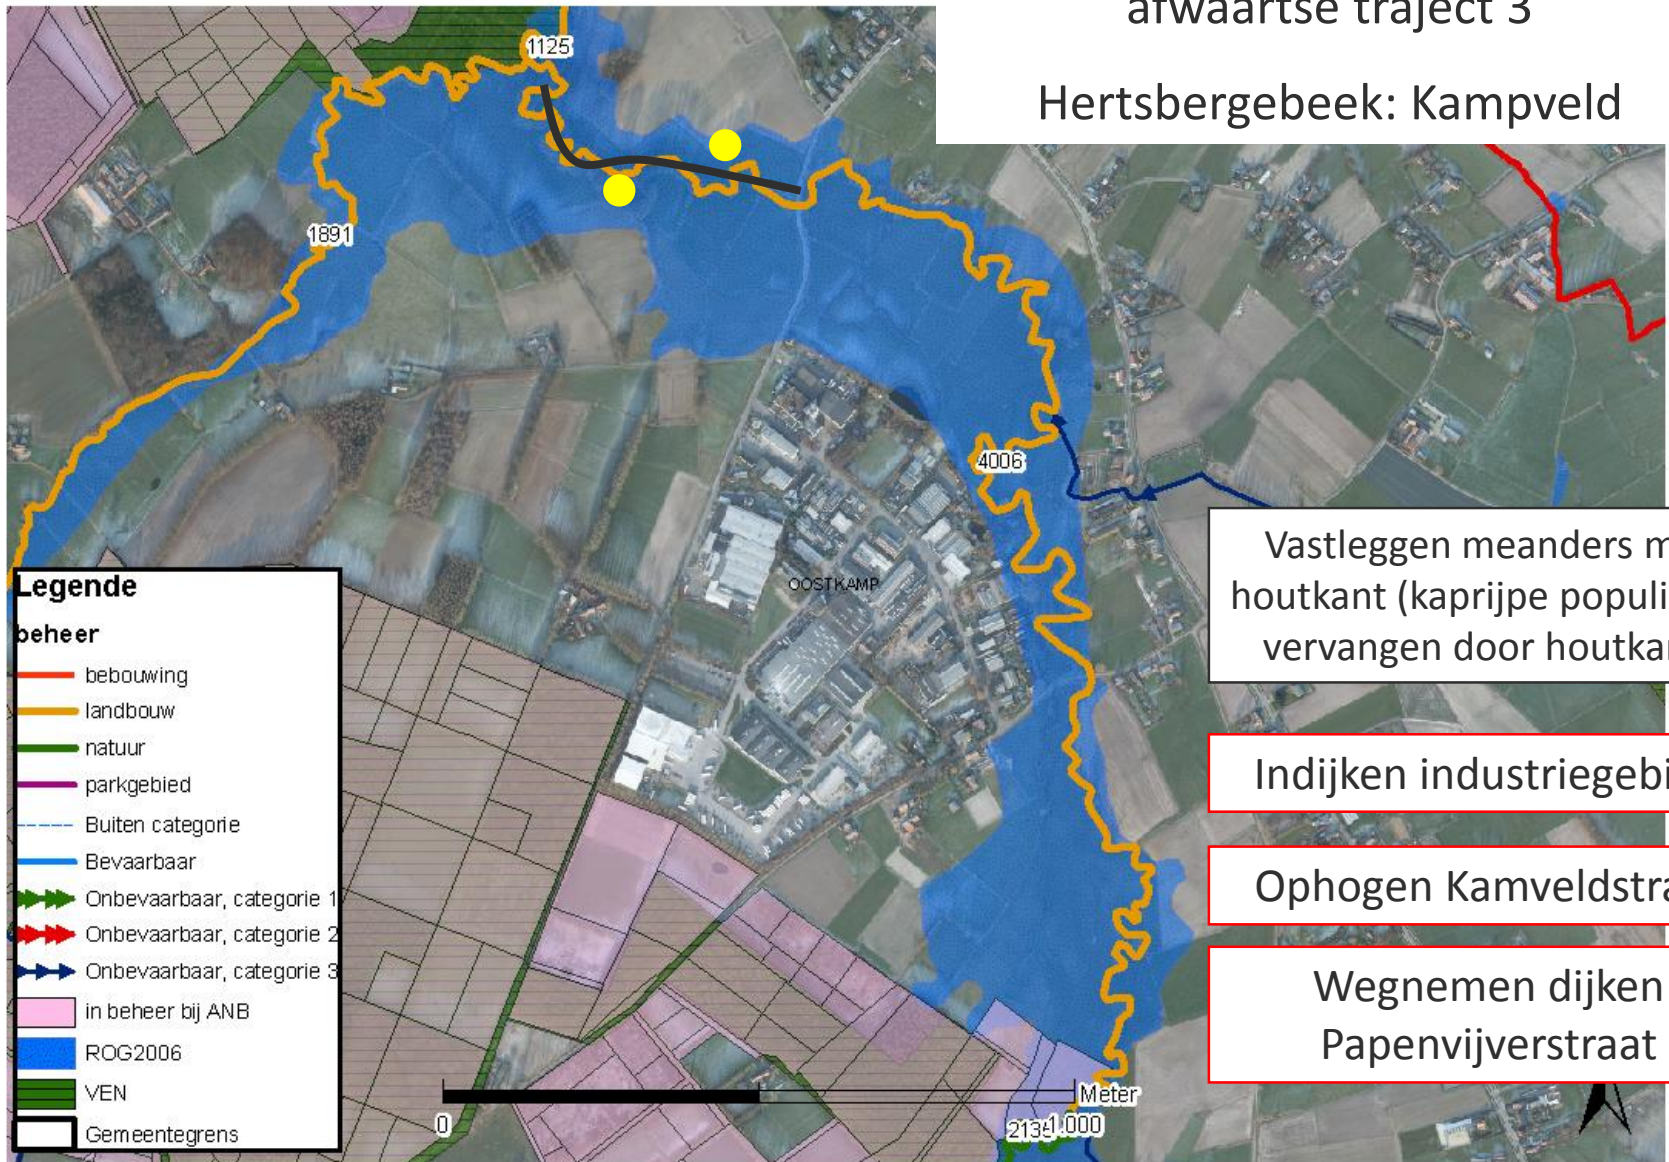 afwaartse traject 3
Hertsbergebeek: Kampveld
1125
1891
4006
OOSTKAMP
Vastleggen meanders m
houtkant (kaprijpe populi
vervangen door houtka
Indijken industriegebi
Ophogen Kamveldstra
Wegnemen dijken
Papenvijverstraat
Legende
beheer
bebouwing
landbouw
natuur
parkgebied
Buiten categorie
Bevaarbaar
Onbevaarbaar, categorie 1
Onbevaarbaar, categorie 2
Onbevaarbaar, categorie 3
in beheer bij ANB
ROG2006
VEN
Gemeentegrens
Meter
0
1.000